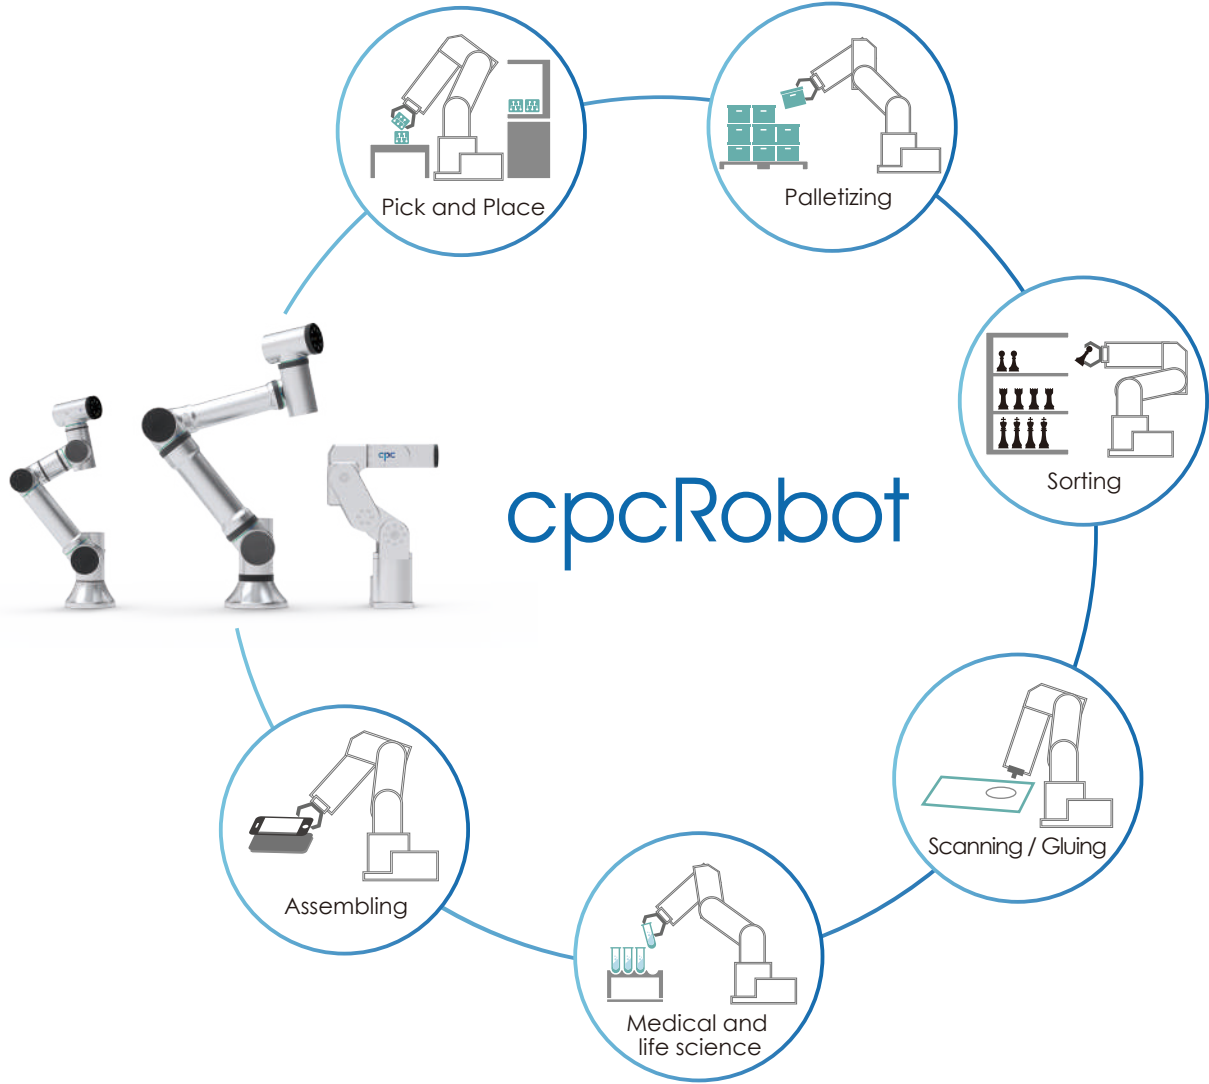 Pick and Place
Palletizing
Sorting
cpc
cpcRobot
Scanning / Gluing
Assembling
Medical and
life science